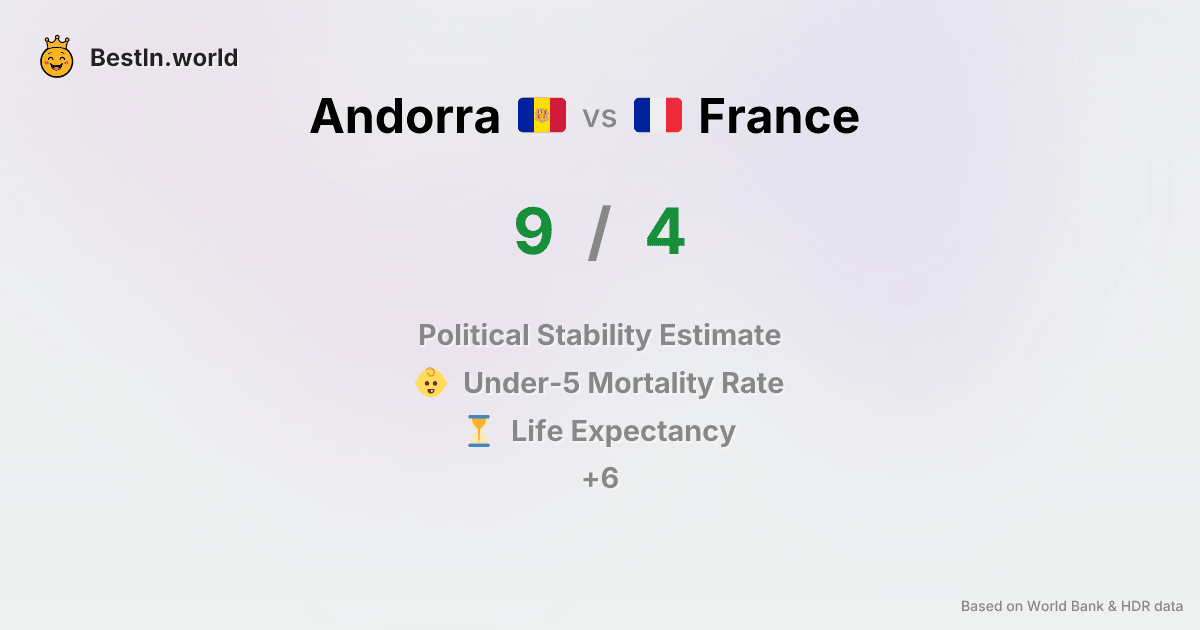 BestIn.world
Andorra vs France
9 / 4
Political Stability Estimate
Under-5 Mortality Rate
Life Expectancy
+6
Based on World Bank & HDR data